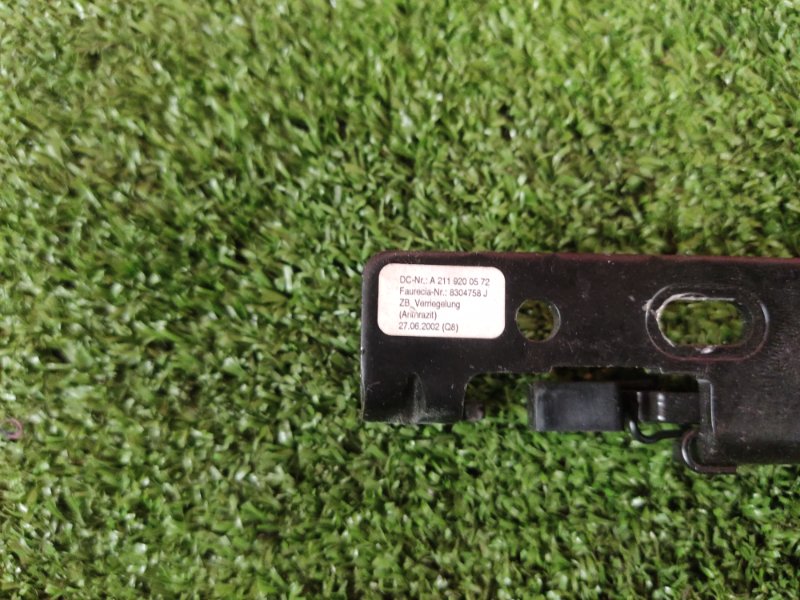 DC-Nr.: A 211 920 05 72
Faurecia-Nr.: 8304758 J
ZB_Verriegelung
(Anthrazit)
27.06.2002 (Q8)